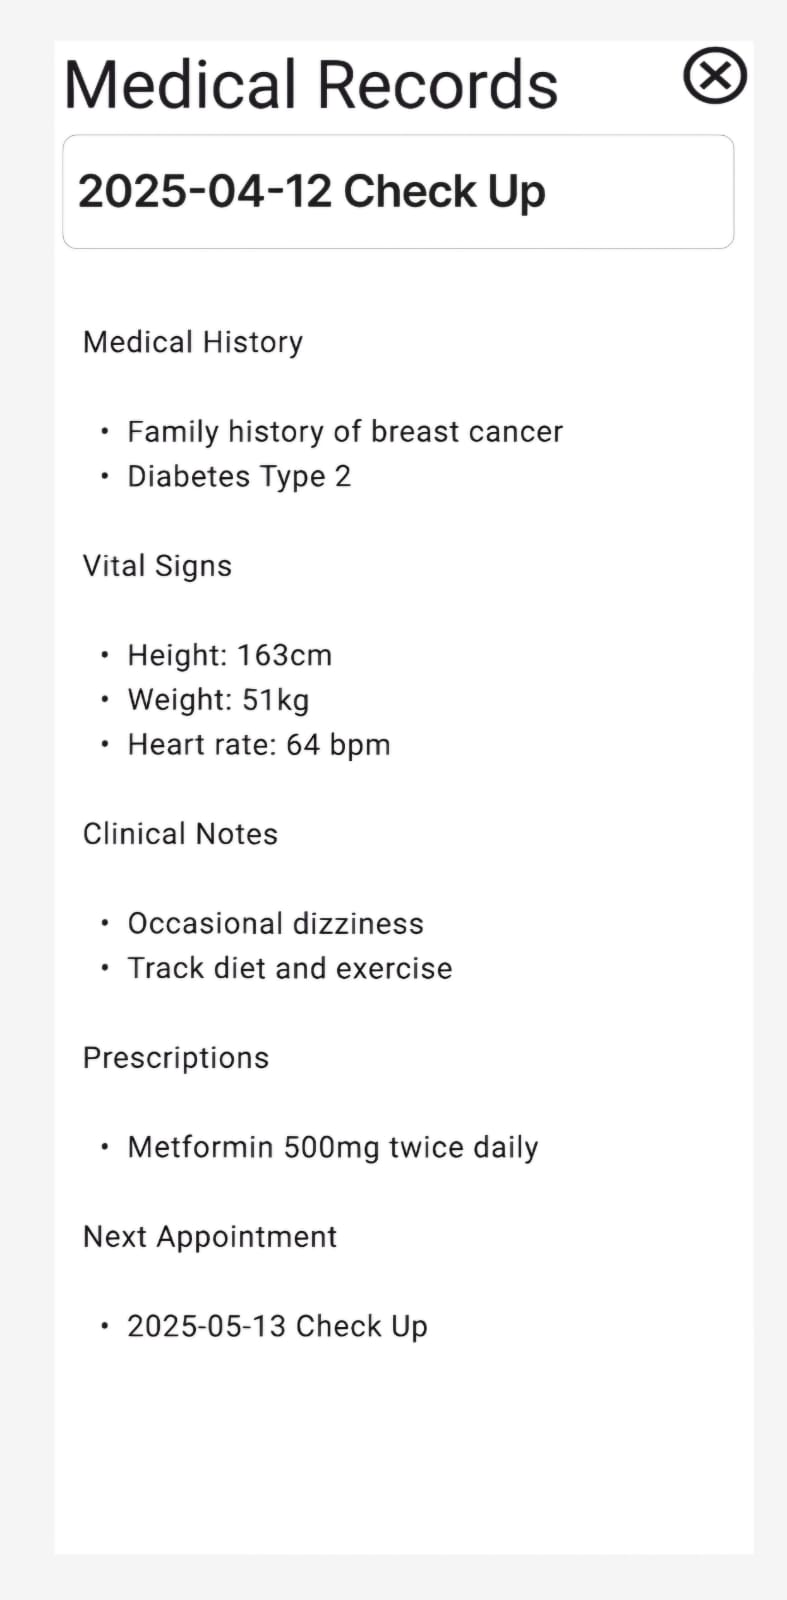 Medical Records
2025-04-12 Check Up
Medical History
• Family history of breast cancer
• Diabetes Type 2
Vital Signs
• Height: 163cm
• Weight: 51kg
• Heart rate: 64 bpm
Clinical Notes
• Occasional dizziness
• Track diet and exercise
Prescriptions
• Metformin 500mg twice daily
Next Appointment
• 2025-05-13 Check Up